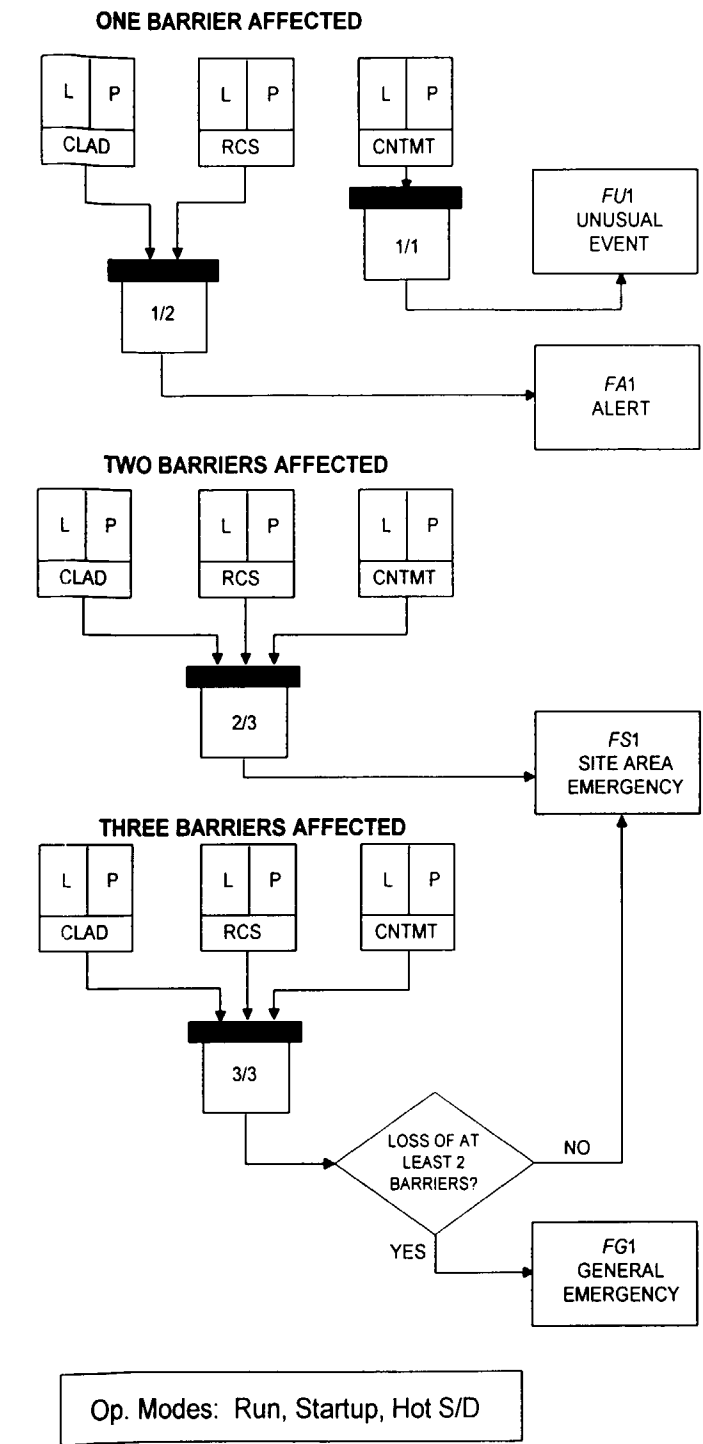 ONE BARRIER AFFECTED
L P L P L P
CLAD RCS CNTMT
FU1
UNUSUAL
EVENT
1/1
1/2
FA1
ALERT
TWO BARRIERS AFFECTED
L P L P L P
CLAD RCS CNTMT
2/3
FS1
SITE AREA
EMERGENCY
THREE BARRIERS AFFECTED
L P L P L P
CLAD RCS CNTMT
3/3
LOSS OF AT
LEAST 2
BARRIERS?
NO
YES
FG1
GENERAL
EMERGENCY
Op. Modes: Run, Startup, Hot S/D